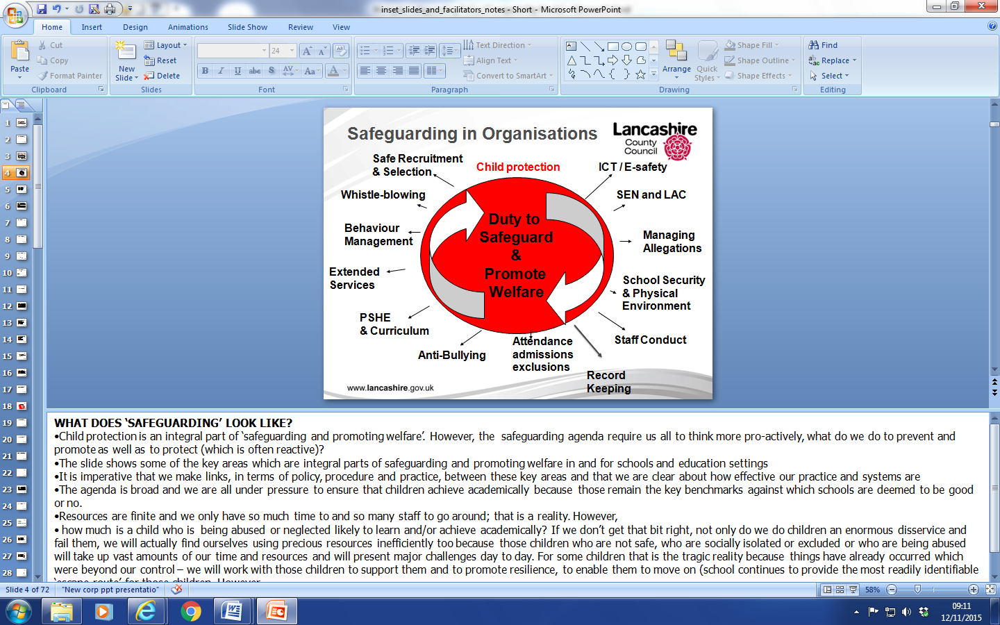 inset_slides_and_facilitators_notes - Short - Microsoft PowerPoint
Home Insert Design Animations Slide Show Review View
Paste
Cut
Copy
Format Painter
Clipboard
New Slide
Layout
Reset
Delete
Slides
24
B I U abc S AV Aa A
Font
Text Direction
Align Text
Convert to SmartArt
Paragraph
Arrange
Quick Styles
Shape Fill
Shape Outline
Shape Effects
Drawing
Find
Replace
Select
Editing
1
2
3
4
5
6
7
8
9
10
11
12
13
14
15
16
17
18
19
20
21
22
23
24
25
26
27
28
Safeguarding in Organisations
Lancashire
County
Council
Safe Recruitment
& Selection
Child protection
ICT / E-safety
Whistle-blowing
SEN and LAC
Behaviour
Management
Managing
Allegations
Duty to
Safeguard
&
Promote
Welfare
Extended
Services
School Security
& Physical
Environment
PSHE
& Curriculum
Staff Conduct
Anti-Bullying
Attendance
admissions
exclusions
Record
Keeping
www.lancashire.gov.uk
WHAT DOES ‘SAFEGUARDING’ LOOK LIKE?
•Child protection is an integral part of ‘safeguarding and promoting welfare’. However, the safeguarding agenda require us all to think more pro-actively, what do we do to prevent and
promote as well as to protect (which is often reactive)?
•The slide shows some of the key areas which are integral parts of safeguarding and promoting welfare in and for schools and education settings
•It is imperative that we make links, in terms of policy, procedure and practice, between these key areas and that we are clear about how effective our practice and systems are
•The agenda is broad and we are all under pressure to ensure that children achieve academically because those remain the key benchmarks against which schools are deemed to be good
or no.
•Resources are finite and we only have so much time to and so many staff to go around; that is a reality. However,
• how much is a child who is being abused or neglected likely to learn and/or achieve academically? If we don’t get that bit right, not only do we do children an enormous disservice and
fail them, we will actually find ourselves using precious resources inefficiently too because those children who are not safe, who are socially isolated or excluded or who are being abused
will take up vast amounts of our time and resources and will present major challenges day to day. For some children that is the tragic reality because things have already occurred which
were beyond our control – we will work with those children to support them and to promote resilience, to enable them to move on (school continues to provide the most readily identifiable
‘escape route’ for those children. However
Slide 4 of 72 "New corp ppt presentatio" 58%
09:11
12/11/2015